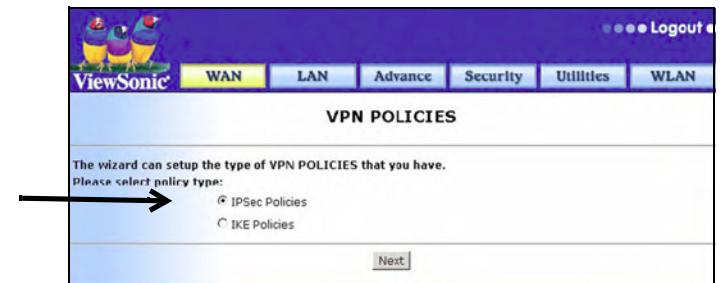 Logout
ViewSonic®
WAN LAN Advance Security Utilities WLAN
VPN POLICIES
The wizard can setup the type of VPN POLICIES that you have.
Please select policy type:
IPSec Policies
IKE Policies
Next